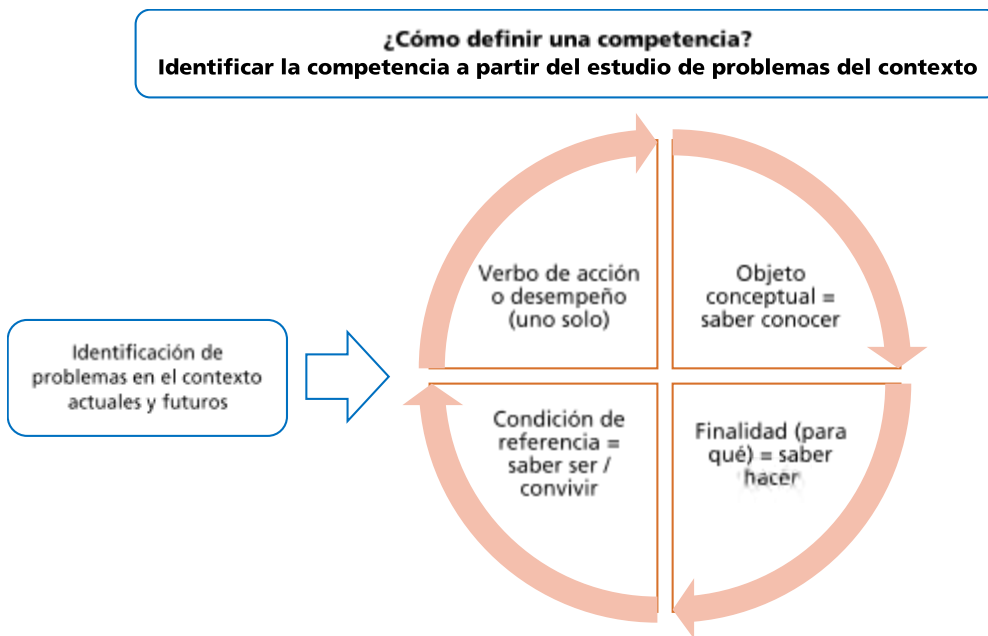 ¿Cómo definir una competencia?
Identificar la competencia a partir del estudio de problemas del contexto
Identificación de
problemas en el contexto
actuales y futuros
Verbo de acción
o desempeño
(uno solo)
Objeto
conceptual =
saber conocer
Condición de
referencia =
saber ser /
convivir
Finalidad (para
qué) = saber
hacer